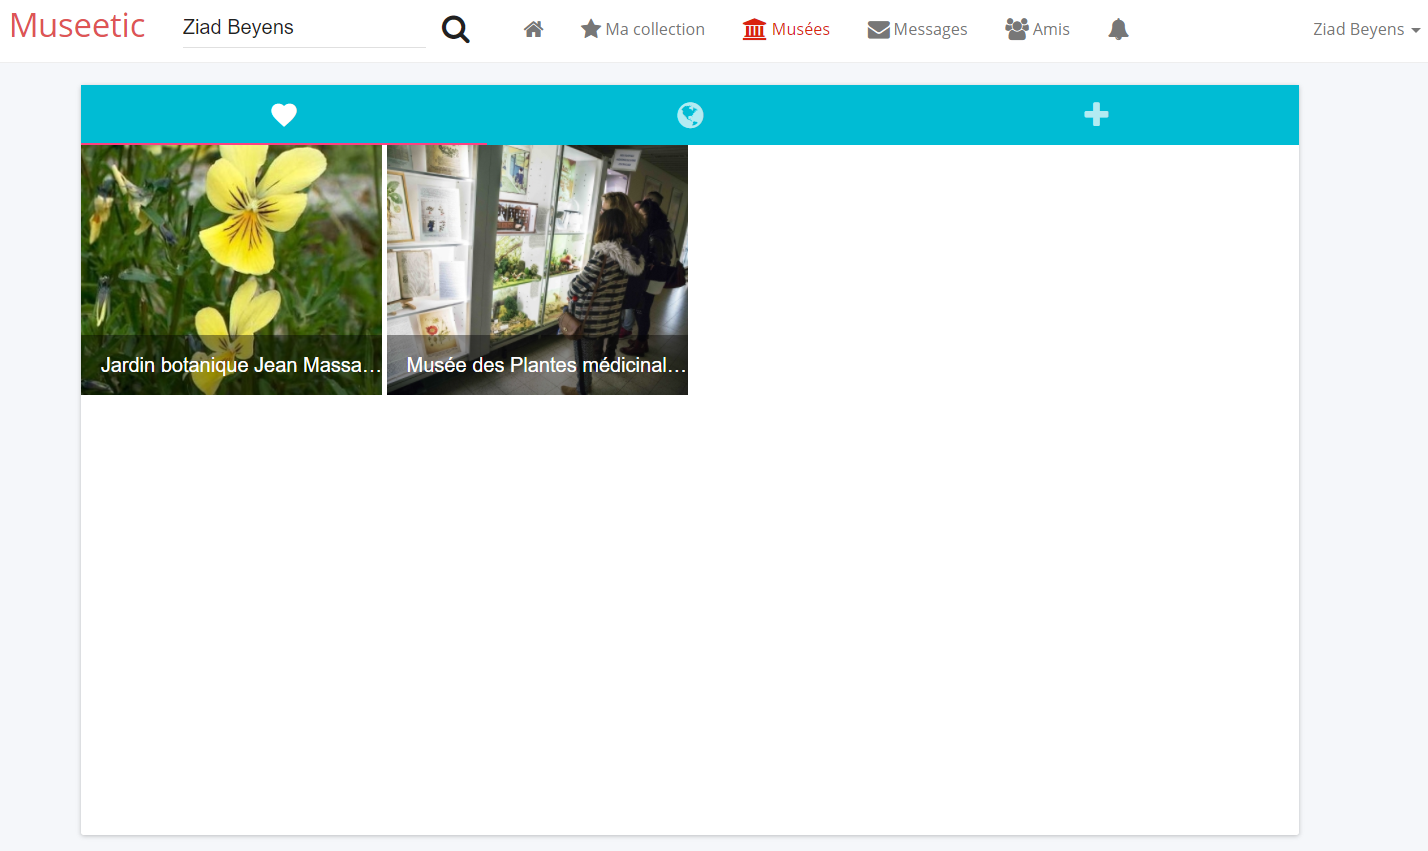 Museetic
Ziad Beyens
Ma collection
Musées
Messages
Amis
Ziad Beyens
Jardin botanique Jean Massa...
Musée des Plantes médicinal...